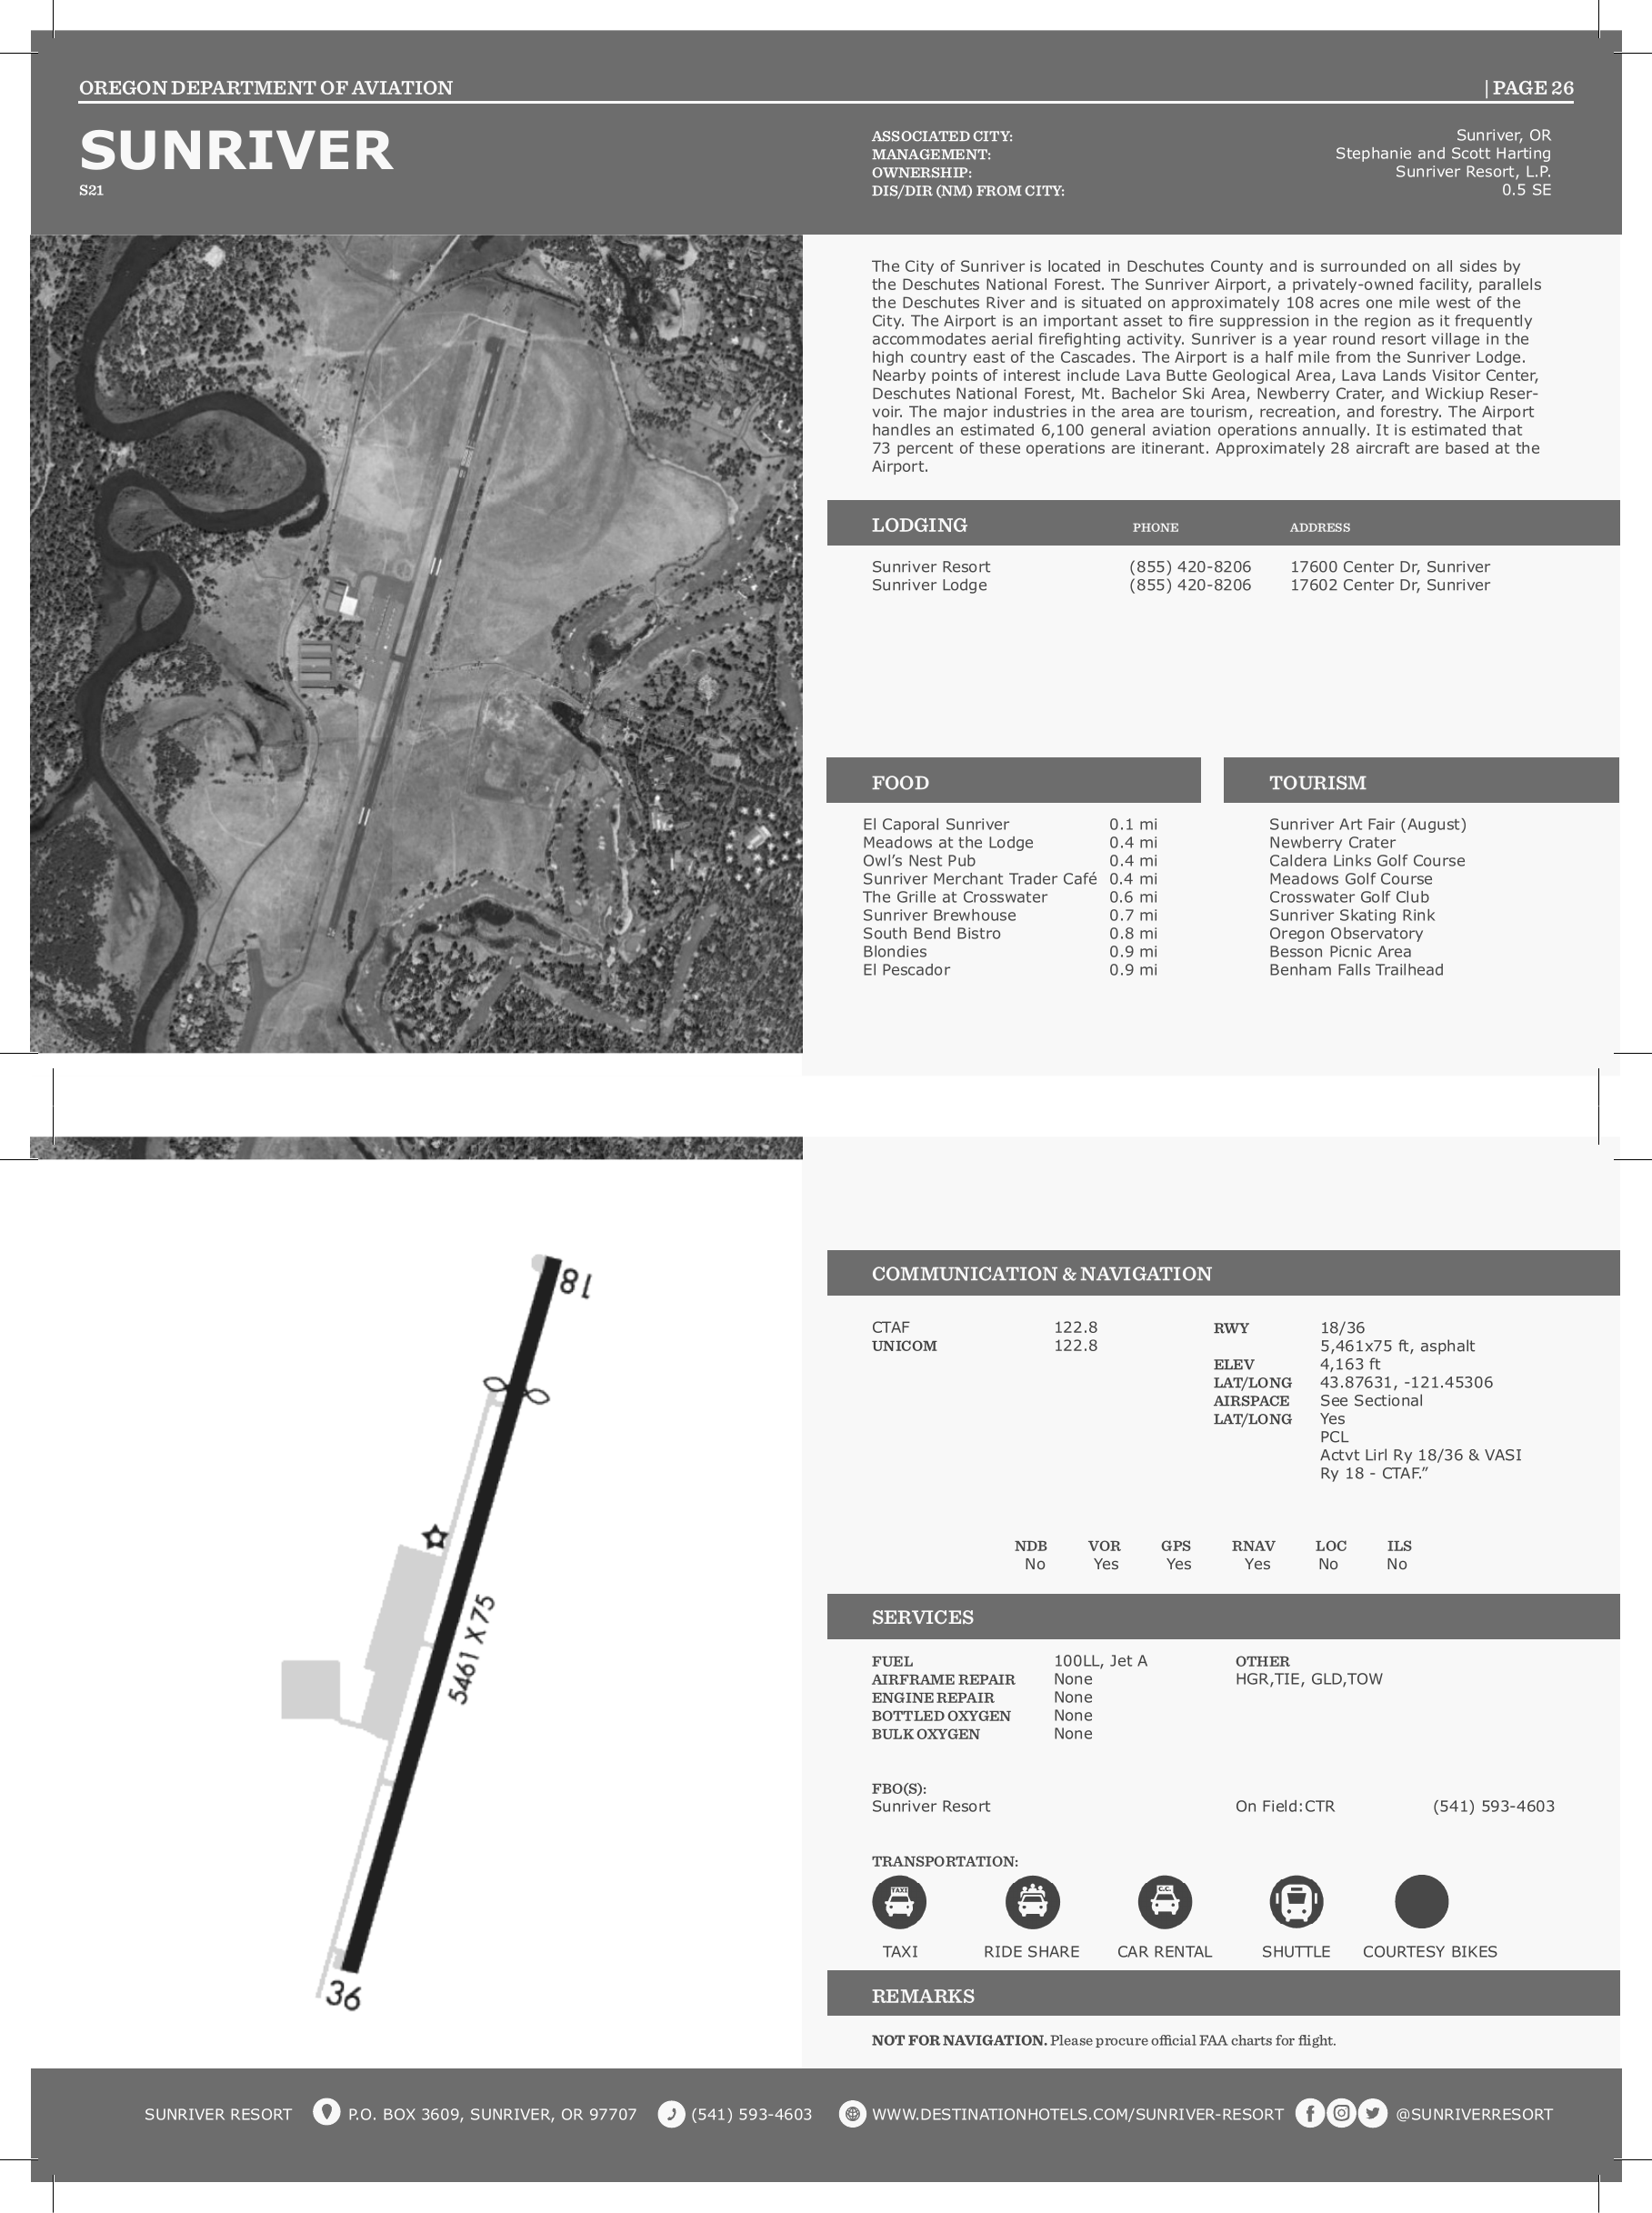 OREGON DEPARTMENT OF AVIATION
| PAGE 26
SUNRIVER
S21
ASSOCIATED CITY: Sunriver, OR
MANAGEMENT: Stephanie and Scott Harting
OWNERSHIP: Sunriver Resort, L.P.
DIS/DIR (NM) FROM CITY: 0.5 SE
The City of Sunriver is located in Deschutes County and is surrounded on all sides by
the Deschutes National Forest. The Sunriver Airport, a privately-owned facility, parallels
the Deschutes River and is situated on approximately 108 acres one mile west of the
City. The Airport is an important asset to fire suppression in the region as it frequently
accommodates aerial firefighting activity. Sunriver is a year round resort village in the
high country east of the Cascades. The Airport is a half mile from the Sunriver Lodge.
Nearby points of interest include Lava Butte Geological Area, Lava Lands Visitor Center,
Deschutes National Forest, Mt. Bachelor Ski Area, Newberry Crater, and Wickiup Reser-
voir. The major industries in the area are tourism, recreation, and forestry. The Airport
handles an estimated 6,100 general aviation operations annually. It is estimated that
73 percent of these operations are itinerant. Approximately 28 aircraft are based at the
Airport.
LODGING PHONE ADDRESS
Sunriver Resort (855) 420-8206 17600 Center Dr, Sunriver
Sunriver Lodge (855) 420-8206 17602 Center Dr, Sunriver
FOOD
El Caporal Sunriver 0.1 mi
Meadows at the Lodge 0.4 mi
Owl's Nest Pub 0.4 mi
Sunriver Merchant Trader Café 0.4 mi
The Grille at Crosswater 0.6 mi
Sunriver Brewhouse 0.7 mi
South Bend Bistro 0.8 mi
Blondies 0.9 mi
El Pescador 0.9 mi
TOURISM
Sunriver Art Fair (August)
Newberry Crater
Caldera Links Golf Course
Meadows Golf Course
Crosswater Golf Club
Sunriver Skating Rink
Oregon Observatory
Besson Picnic Area
Benham Falls Trailhead
18
5461 X 75
36
COMMUNICATION & NAVIGATION
CTAF 122.8
UNICOM 122.8
RWY 18/36
5,461x75 ft, asphalt
ELEV 4,163 ft
LAT/LONG 43.87631, -121.45306
AIRSPACE See Sectional
LAT/LONG Yes
PCL
Actvt Lirl Ry 18/36 & VASI
Ry 18 - CTAF.”
NDB VOR GPS RNAV LOC ILS
No Yes Yes Yes No No
SERVICES
FUEL 100LL, Jet A
AIRFRAME REPAIR None
ENGINE REPAIR None
BOTTLED OXYGEN None
BULK OXYGEN None
OTHER
HGR,TIE, GLD,TOW
FBO(S):
Sunriver Resort On Field:CTR (541) 593-4603
TRANSPORTATION:
TAXI C.C.
TAXI RIDE SHARE CAR RENTAL SHUTTLE COURTESY BIKES
REMARKS
NOT FOR NAVIGATION. Please procure official FAA charts for flight.
SUNRIVER RESORT P.O. BOX 3609, SUNRIVER, OR 97707 (541) 593-4603 WWW.DESTINATIONHOTELS.COM/SUNRIVER-RESORT @SUNRIVERRESORT